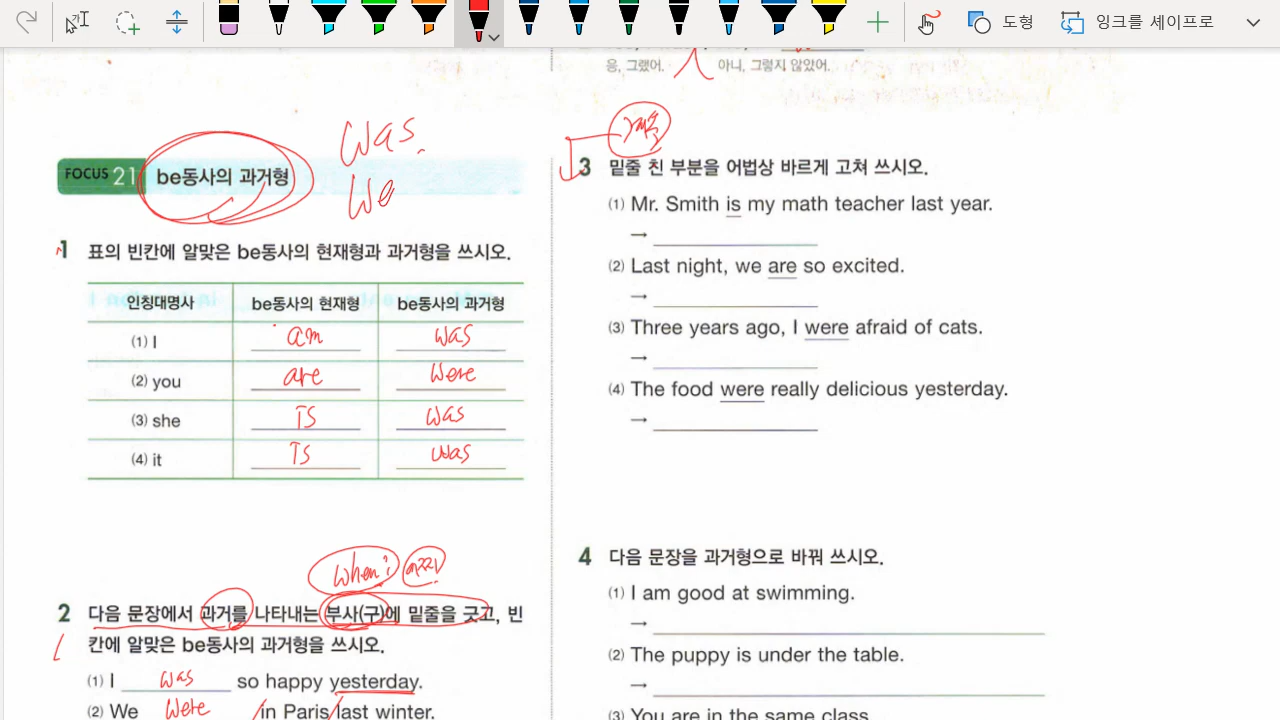 도형
잉크를 셰이프로
응, 그랬어.
아니, 그렇지 않았어.
was
we
FOCUS 21 be동사의 과거형
1 표의 빈칸에 알맞은 be동사의 현재형과 과거형을 쓰시오.
인칭대명사 be동사의 현재형 be동사의 과거형
(1) I am was
(2) you are were
(3) she is was
(4) it is was
when?
2 다음 문장에서 과거를 나타내는 부사(구)에 밑줄을 긋고, 빈
칸에 알맞은 be동사의 과거형을 쓰시오.
(1) I was so happy yesterday.
(2) We were in Paris last winter.
3 밑줄 친 부분을 어법상 바르게 고쳐 쓰시오.
(1) Mr. Smith is my math teacher last year.
→
(2) Last night, we are so excited.
→
(3) Three years ago, I were afraid of cats.
→
(4) The food were really delicious yesterday.
→
4 다음 문장을 과거형으로 바꿔 쓰시오.
(1) I am good at swimming.
→
(2) The puppy is under the table.
→
(3) You are in the same class.